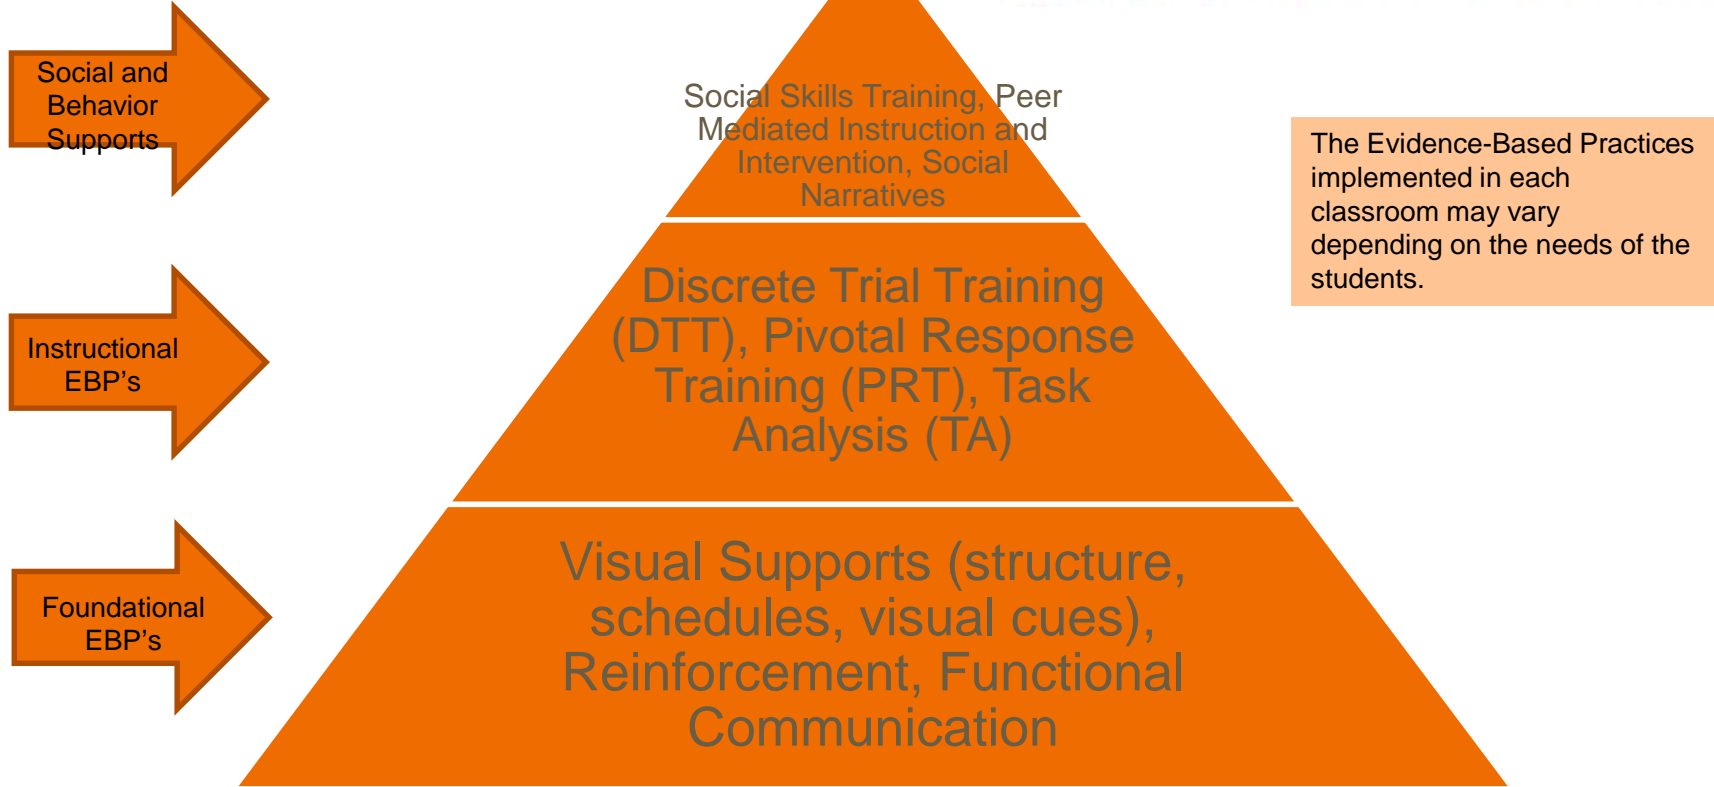 Social and
Behavior
Supports
Social Skills Training, Peer
Mediated Instruction and
Intervention, Social
Narratives
The Evidence-Based Practices
implemented in each
classroom may vary
depending on the needs of the
students.
Instructional
EBP's
Discrete Trial Training
(DTT), Pivotal Response
Training (PRT), Task
Analysis (TA)
Foundational
EBP's
Visual Supports (structure,
schedules, visual cues),
Reinforcement, Functional
Communication